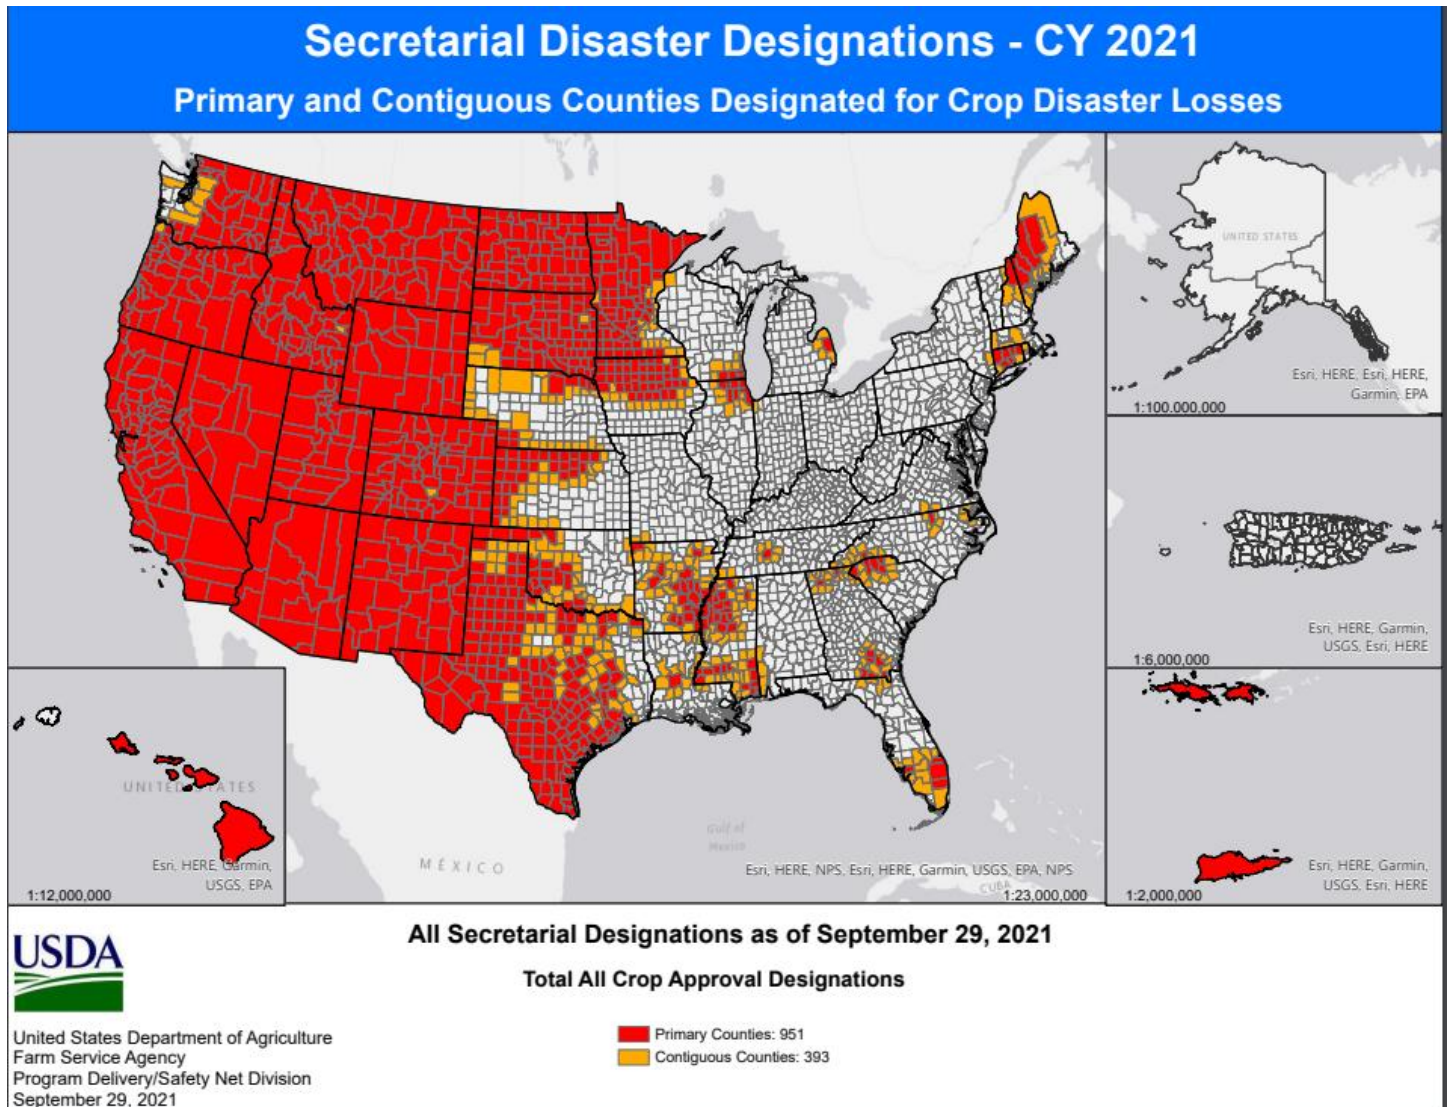 Secretarial Disaster Designations - CY 2021
Primary and Contiguous Counties Designated for Crop Disaster Losses
UNITED STATES
Esri, HERE, Esri, HERE,
Garmin, EPA
1:100,000,000
Esri, HERE, Garmin,
USGS, Esri, HERE
1:6,000,000
UNITED STATES
Esri, HERE, Garmin,
USGS, EPA
1:12,000,000
MÉXICO
Gulf of
Mexico
CUBA
Esri, HERE, NPS, Esri, HERE, Garmin, USGS, EPA, NPS
1:23,000,000
Esri, HERE, Garmin,
USGS, Esri, HERE
1:2,000,000
All Secretarial Designations as of September 29, 2021
Total All Crop Approval Designations
Primary Counties: 951
Contiguous Counties: 393
USDA
United States Department of Agriculture
Farm Service Agency
Program Delivery/Safety Net Division
September 29, 2021